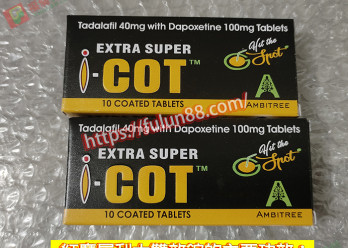 Tadalafil 40mg with Dapoxetine 100mg Tablets
EXTRA SUPER
i-COT™
10 COATED TABLETS
Hit the
Spot
AMBITREE
https://fulun88.com/
Tadalafil 40mg with Dapoxetine 100mg Tablets
EXTRA SUPER
i-COT™
10 COATED TABLETS
Hit the
Spot
AMBITREE